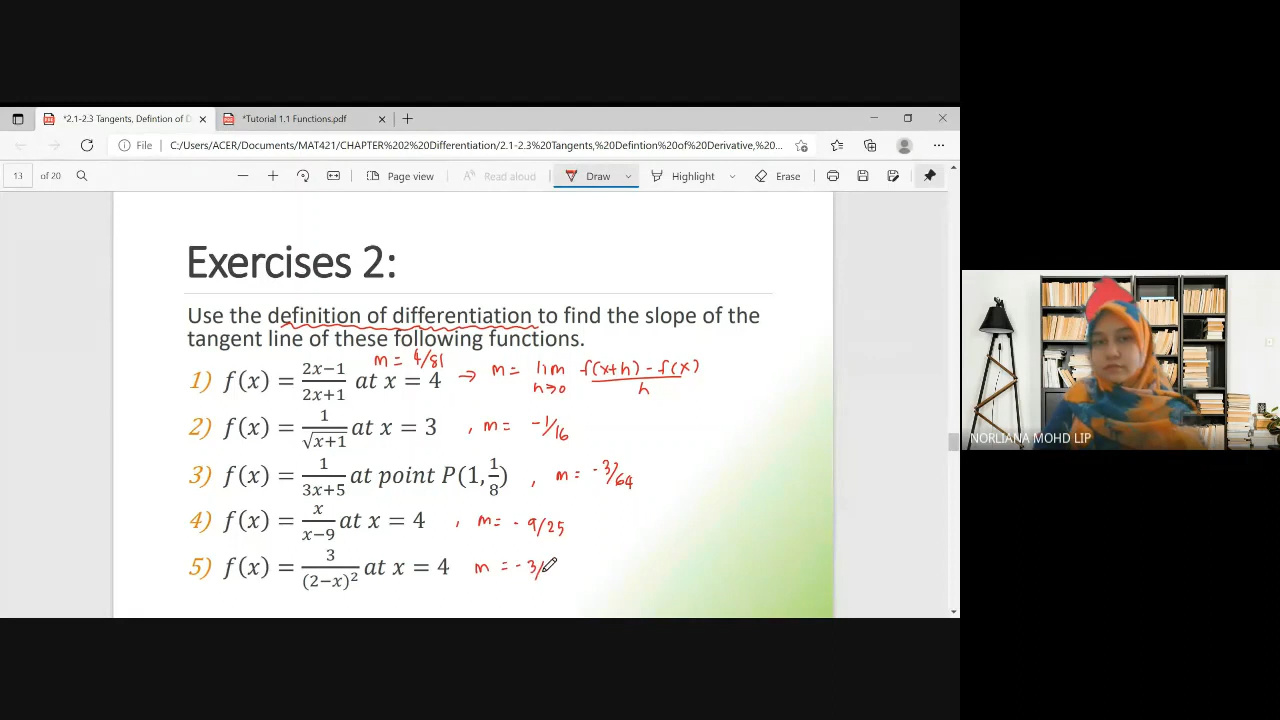 *2.1-2.3 Tangents, Defintion of D
*Tutorial 1.1 Functions.pdf
File C:/Users/ACER/Documents/MAT421/CHAPTER%202%20Differentiation/2.1-2.3%20Tangents,%20Defintion%20of%20Derivative,%20...
13 of 20 Page view Read aloud Draw Highlight Erase
Exercises 2:
Use the definition of differentiation to find the slope of the
tangent line of these following functions.
m = 4/81
1) f(x) = (2x−1)/(2x+1) at x = 4 → m = lim h→0 (f(x+h) - f(x))/h
2) f(x) = 1/√(x+1) at x = 3 , m = -1/16
3) f(x) = 1/(3x+5) at point P(1, 1/8) , m = -3/64
4) f(x) = x/(x−9) at x = 4 , m = - 9/25
5) f(x) = 3/(2−x)² at x = 4 m = - 3/
NORLIANA MOHD LIP